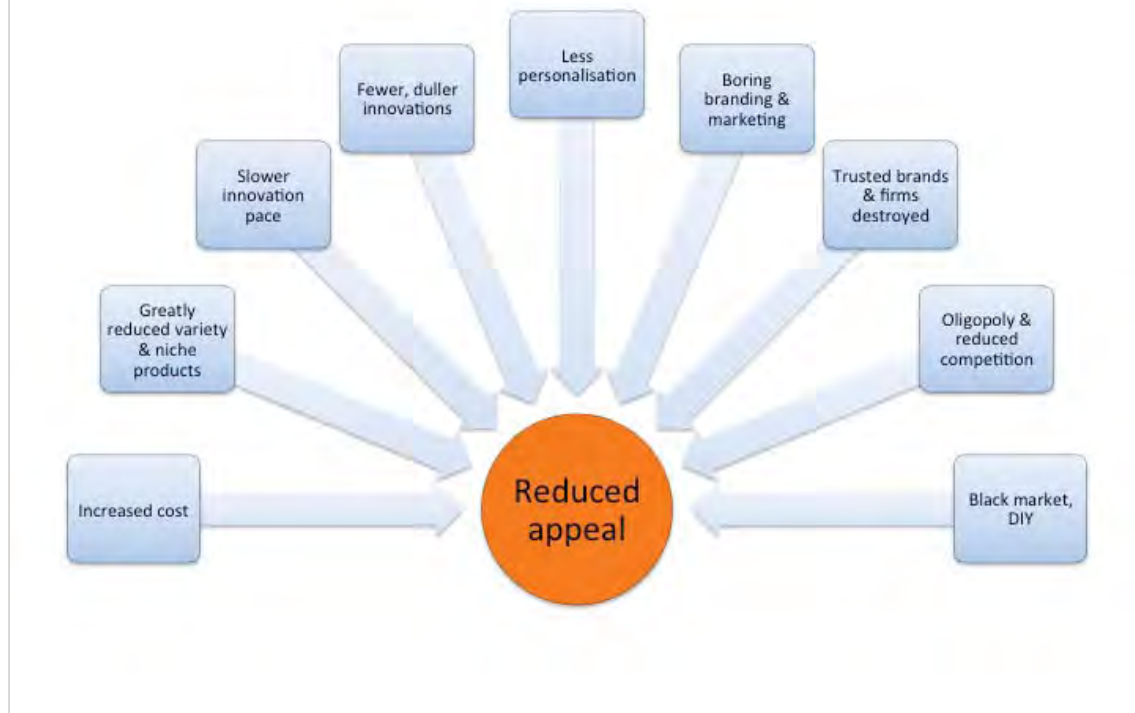 Less
personalisation
Fewer, duller
innovations
Boring
branding &
marketing
Slower
innovation
pace
Trusted brands
& firms
destroyed
Greatly
reduced variety
& niche
products
Oligopoly &
reduced
competition
Increased cost
Reduced
appeal
Black market,
DIY